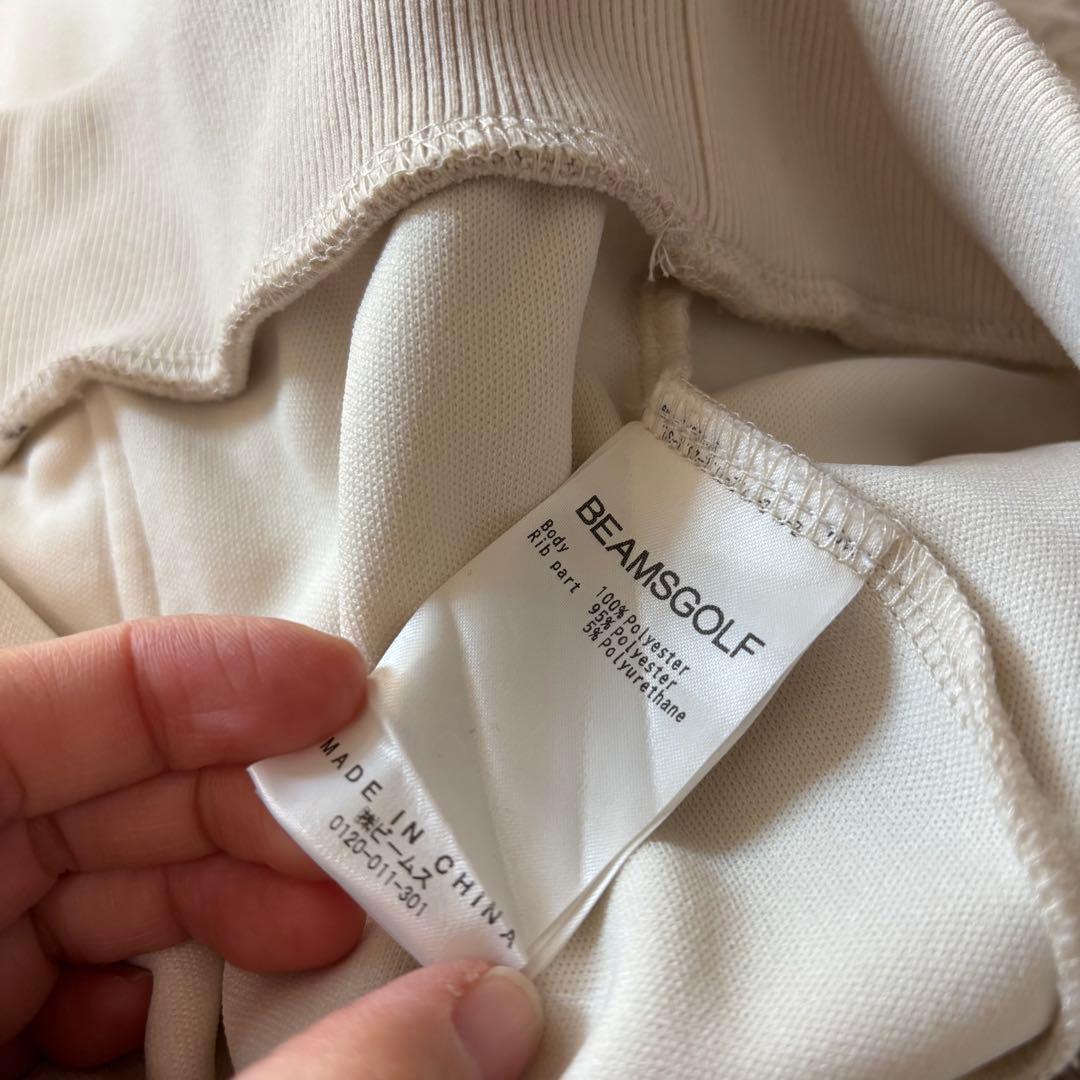 BEAMSGOLF
Body 100%Polyester
Rib part 95%Polyester
5%Polyurethane
MADE IN CHINA
㈱ビームス
0120-011-301